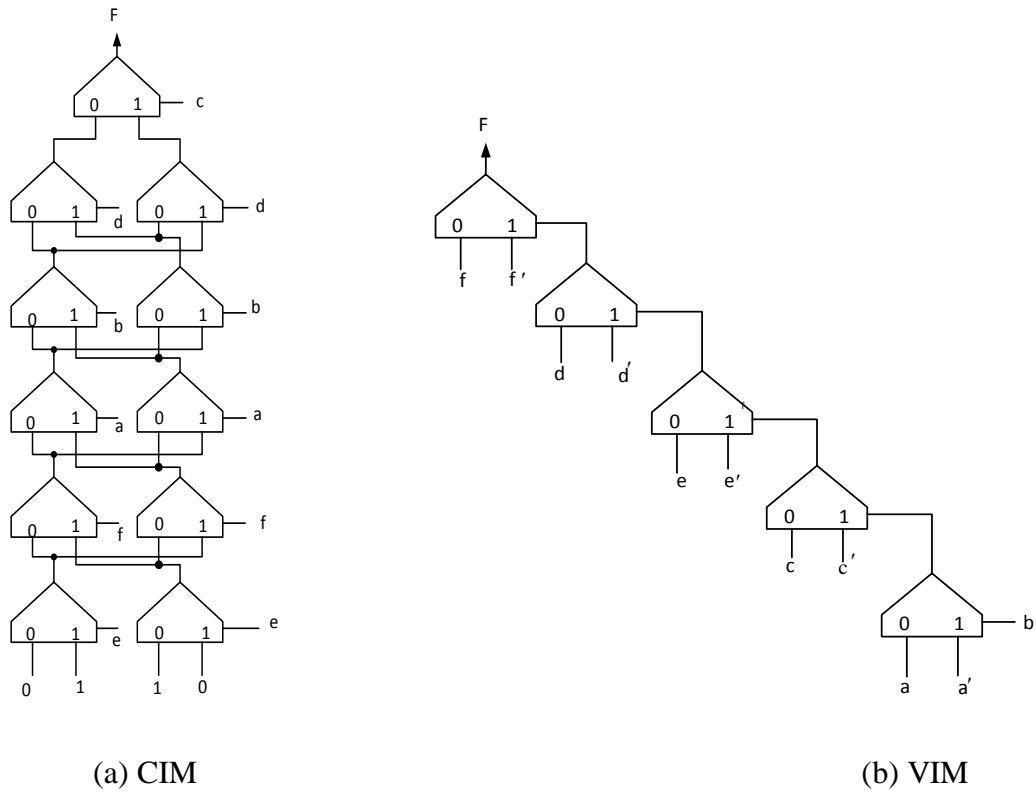 F
0 1 c
0 1 d 0 1 d
0 1 b 0 1 b
0 1 a 0 1 a
0 1 f 0 1 f
0 1 e 0 1 e
0 1 1 0
(a) CIM
F
0 1
f f′
0 1
d d′
0 1
e e′
0 1
c c′
0 1 b
a a′
(b) VIM